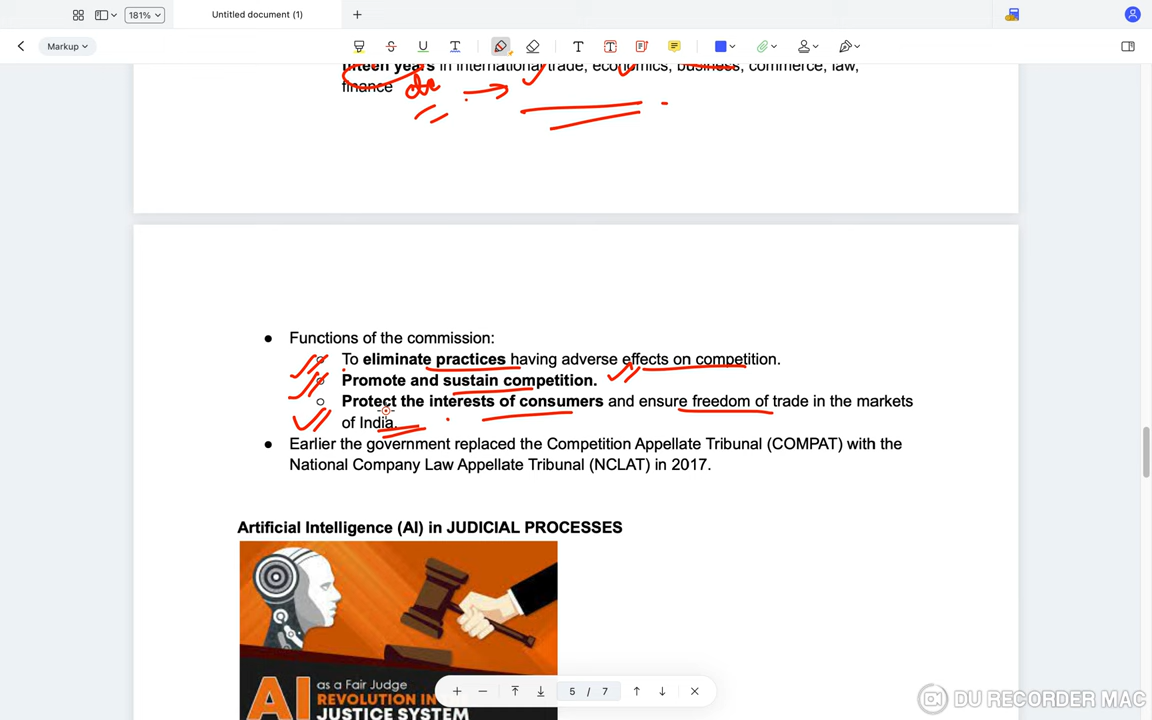 181%
Untitled document (1)
Markup
fifteen years in international trade, economics, business, commerce, law,
finance etc
Functions of the commission:
To eliminate practices having adverse effects on competition.
Promote and sustain competition.
Protect the interests of consumers and ensure freedom of trade in the markets
of India.
Earlier the government replaced the Competition Appellate Tribunal (COMPAT) with the
National Company Law Appellate Tribunal (NCLAT) in 2017.
Artificial Intelligence (AI) in JUDICIAL PROCESSES
AI as a Fair Judge
REVOLUTION IN
JUSTICE SYSTEM
5 / 7
DU RECORDER MAC